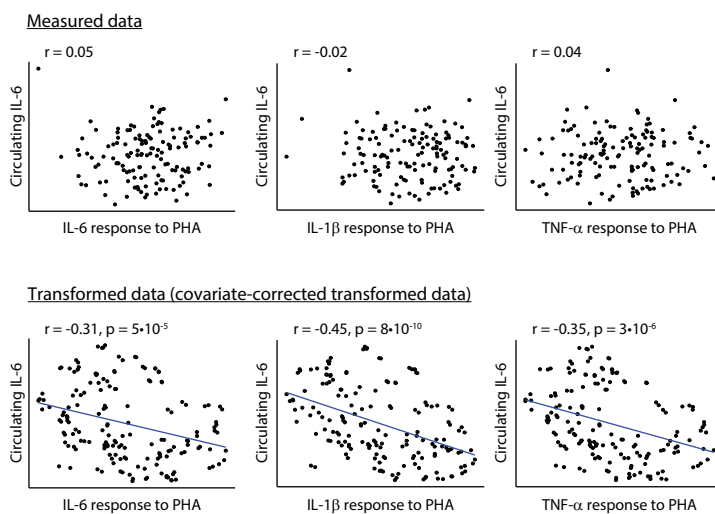 Measured data
r = 0.05
r = -0.02
r = 0.04
Circulating IL-6
Circulating IL-6
Circulating IL-6
IL-6 response to PHA
IL-1β response to PHA
TNF-α response to PHA
Transformed data (covariate-corrected transformed data)
r = -0.31, p = 5•10⁻⁵
r = -0.45, p = 8•10⁻¹⁰
r = -0.35, p = 3•10⁻⁶
Circulating IL-6
Circulating IL-6
Circulating IL-6
IL-6 response to PHA
IL-1β response to PHA
TNF-α response to PHA